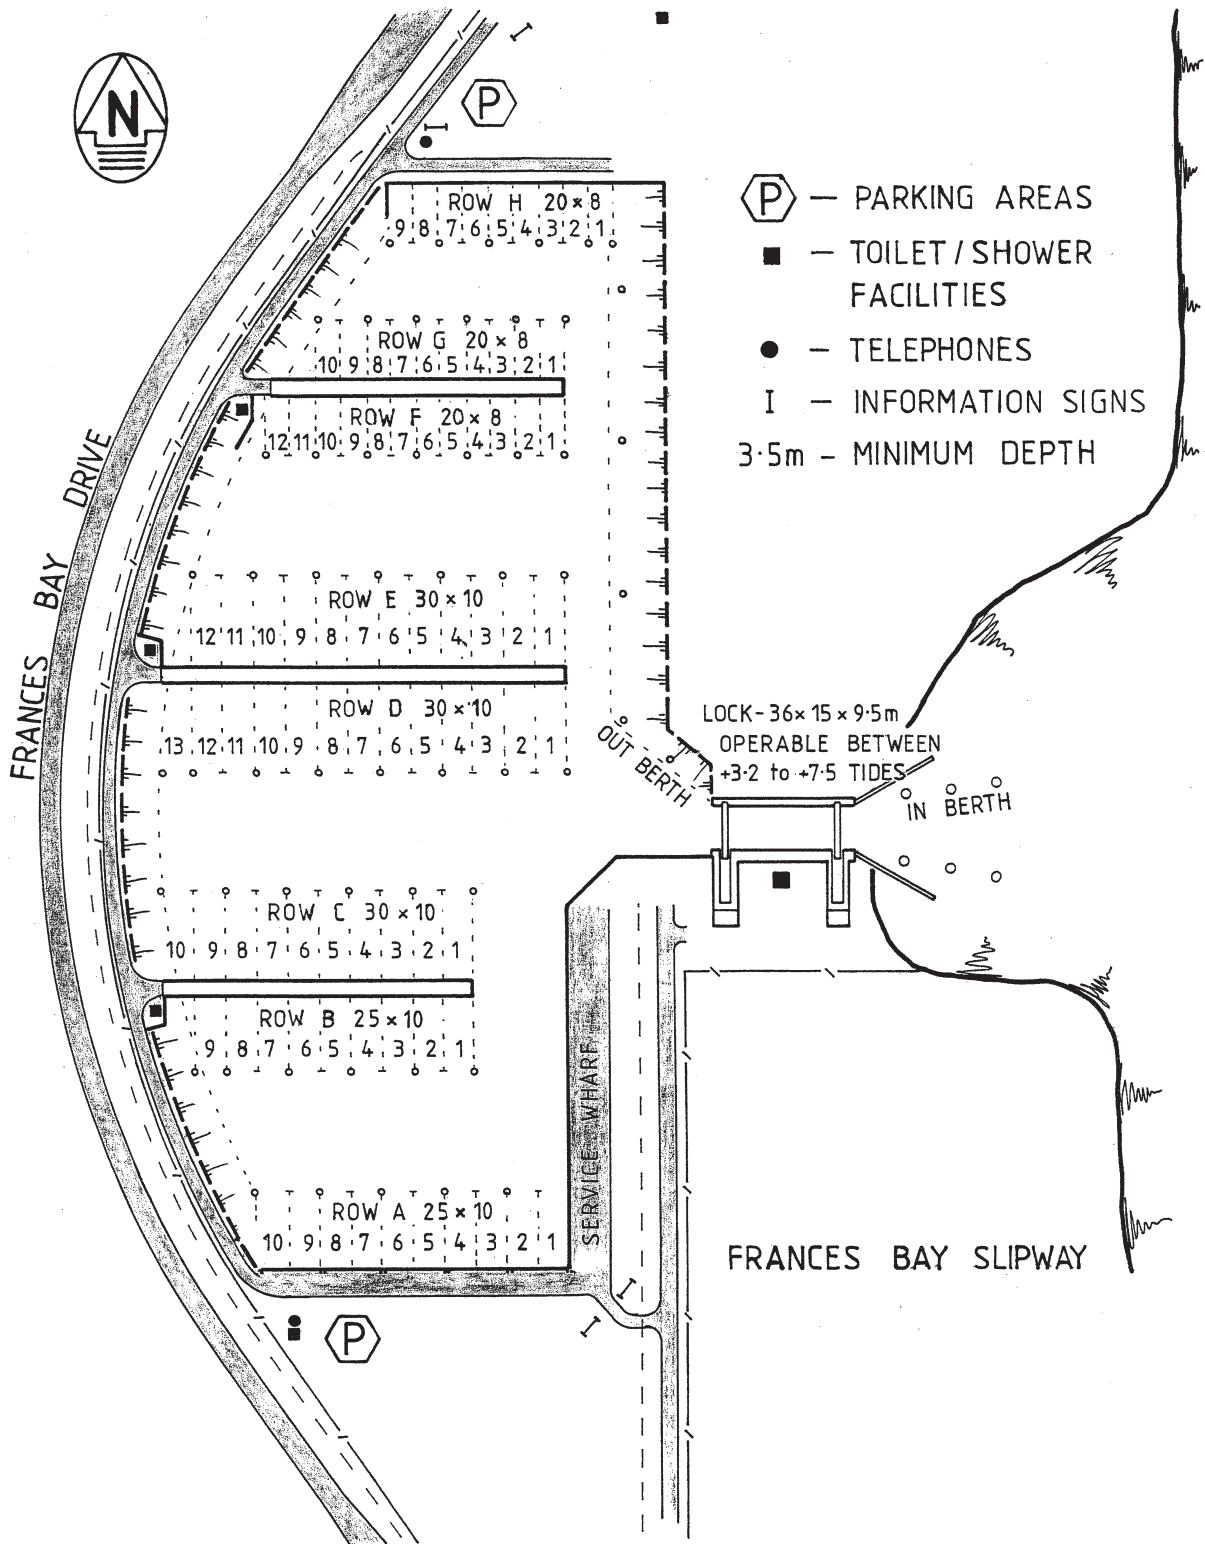 N
P
ROW H 20×8
9 8 7 6 5 4 3 2 1
ROW G 20×8
10 9 8 7 6 5 4 3 2 1
ROW F 20×8
12 11 10 9 8 7 6 5 4 3 2 1
P — PARKING AREAS
■ — TOILET / SHOWER
FACILITIES
● — TELEPHONES
I — INFORMATION SIGNS
3·5m — MINIMUM DEPTH
FRANCES BAY DRIVE
ROW E 30×10
12 11 10 9 8 7 6 5 4 3 2 1
ROW D 30×10
13 12 11 10 9 8 7 6 5 4 3 2 1
OUT BERTH
LOCK-36×15×9·5m
OPERABLE BETWEEN
+3·2 to +7·5 TIDES
IN BERTH
ROW C 30×10
10 9 8 7 6 5 4 3 2 1
ROW B 25×10
9 8 7 6 5 4 3 2 1
SERVICE WHARF
ROW A 25×10
10 9 8 7 6 5 4 3 2 1
FRANCES BAY SLIPWAY
P